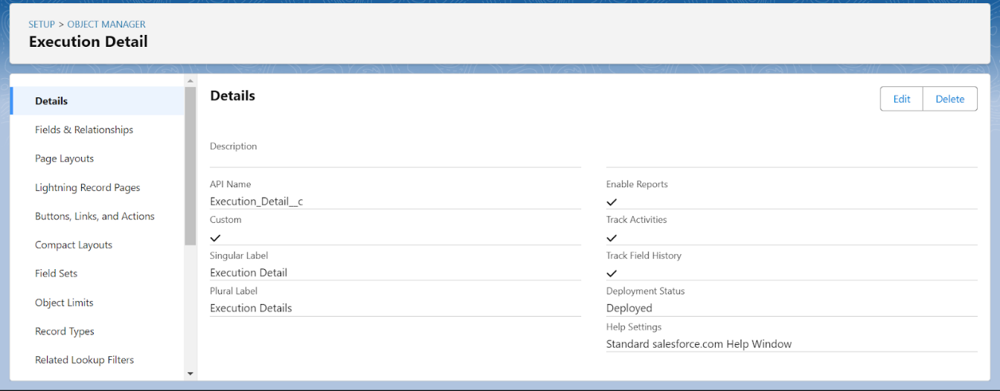 SETUP > OBJECT MANAGER
Execution Detail
Details
Fields & Relationships
Page Layouts
Lightning Record Pages
Buttons, Links, and Actions
Compact Layouts
Field Sets
Object Limits
Record Types
Related Lookup Filters
Details
Edit
Delete
Description
API Name
Execution_Detail__c
Custom
Singular Label
Execution Detail
Plural Label
Execution Details
Enable Reports
Track Activities
Track Field History
Deployment Status
Deployed
Help Settings
Standard salesforce.com Help Window